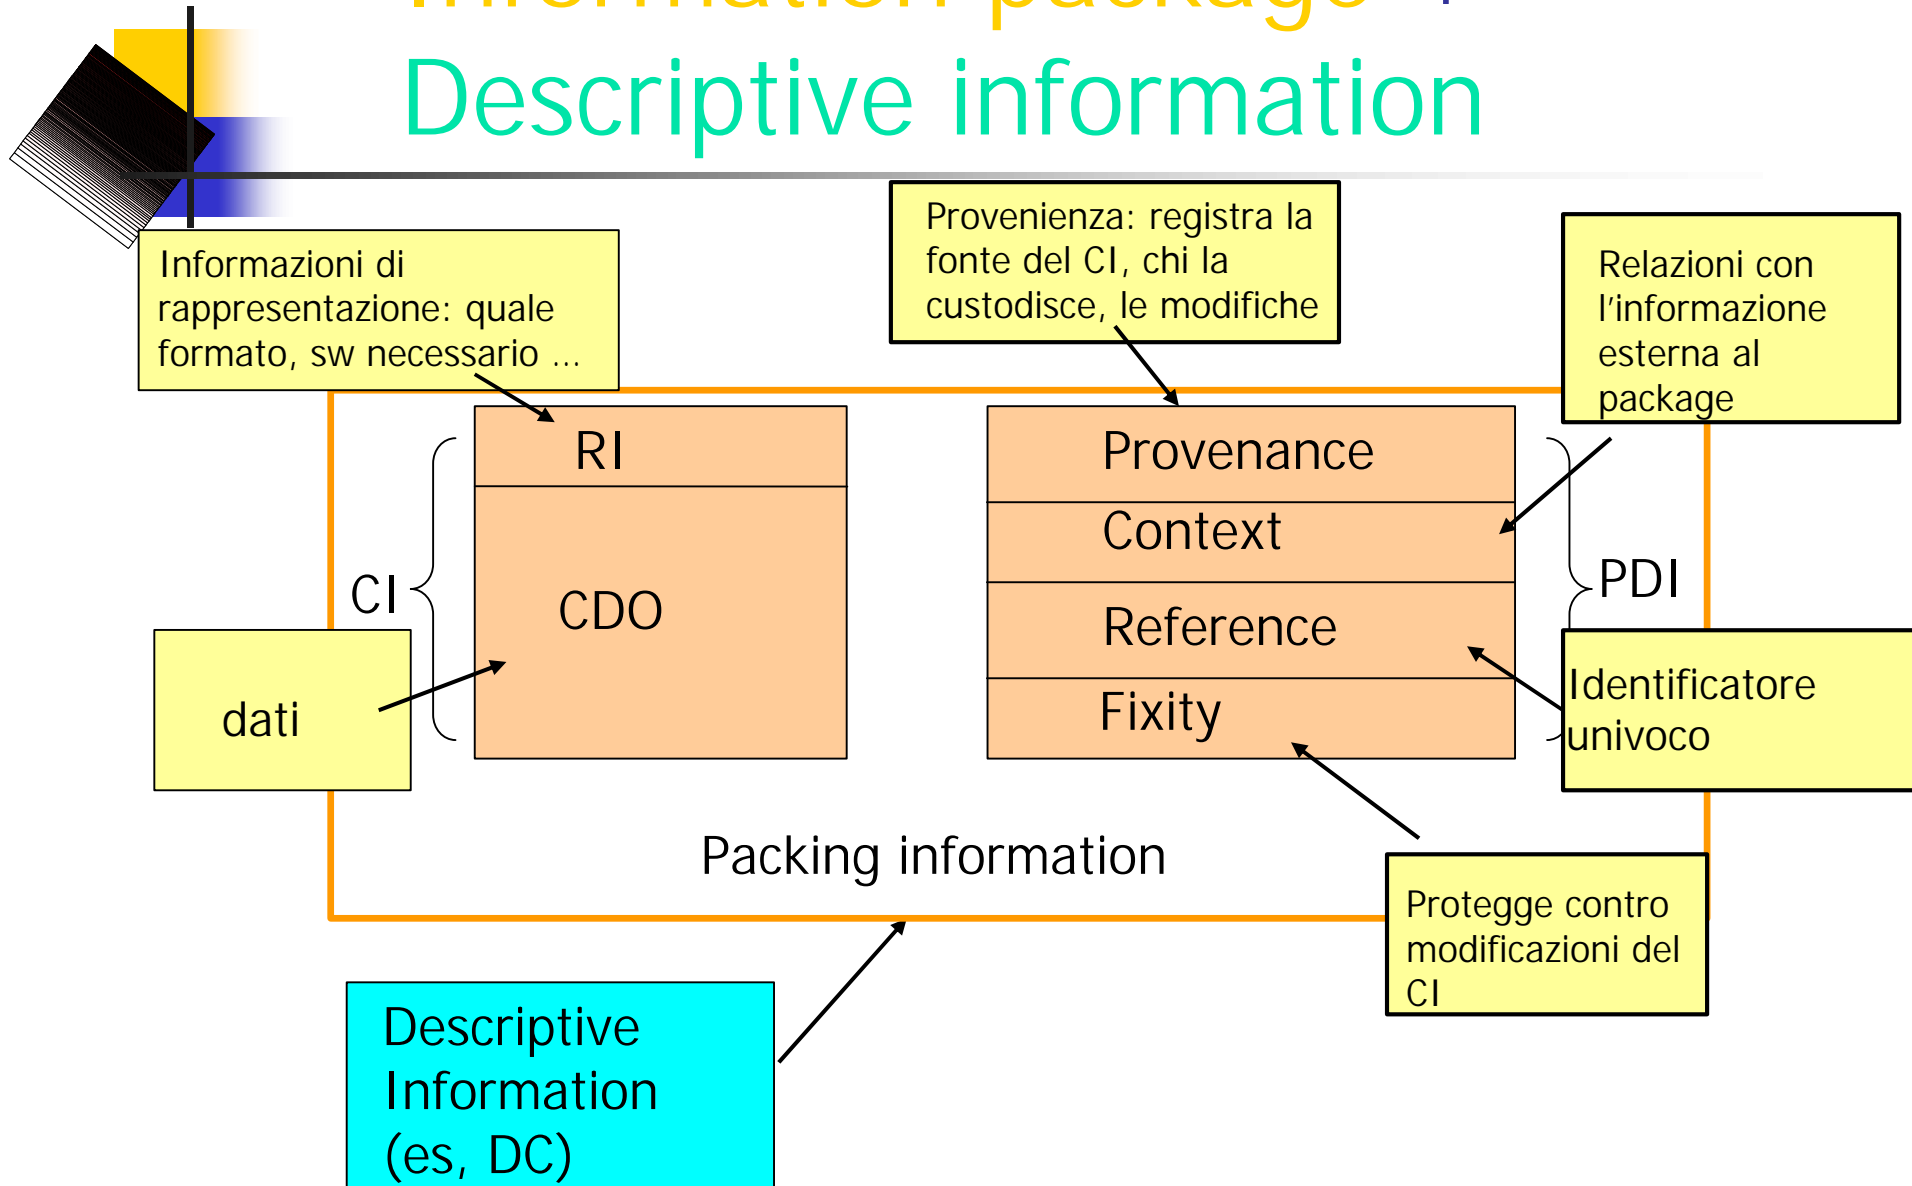 Information package +
Descriptive information
Informazioni di
rappresentazione: quale
formato, sw necessario ...
Provenienza: registra la
fonte del CI, chi la
custodisce, le modifiche
Relazioni con
l'informazione
esterna al
package
RI
CDO
CI
dati
Provenance
Context
Reference
Fixity
PDI
Identificatore
univoco
Packing information
Protegge contro
modificazioni del
CI
Descriptive
Information
(es, DC)